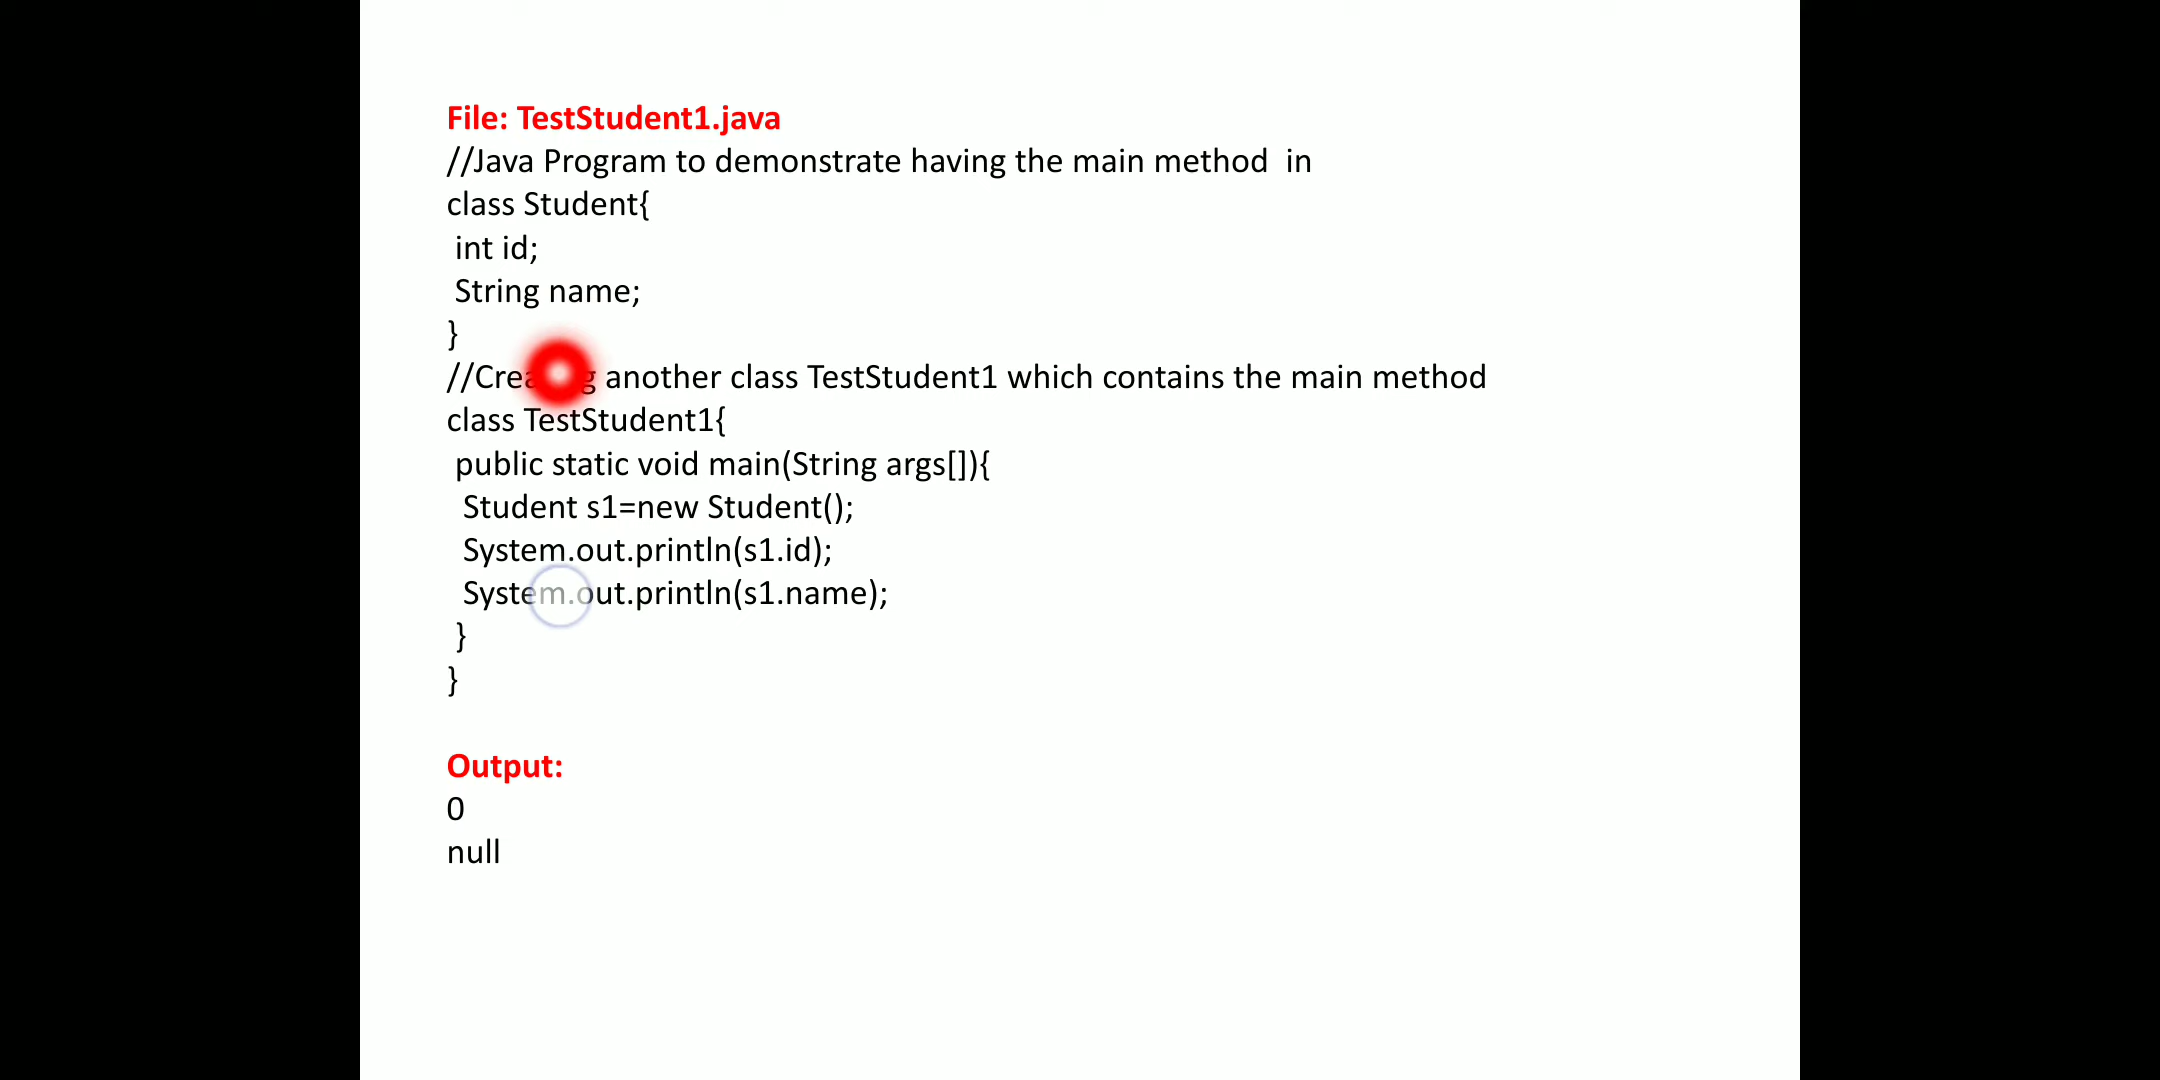 File: TestStudent1.java
//Java Program to demonstrate having the main method  in
class Student{
 int id;
 String name;
}
//Creating another class TestStudent1 which contains the main method
class TestStudent1{
 public static void main(String args[]){
  Student s1=new Student();
  System.out.println(s1.id);
  System.out.println(s1.name);
 }
}
Output:
0
null